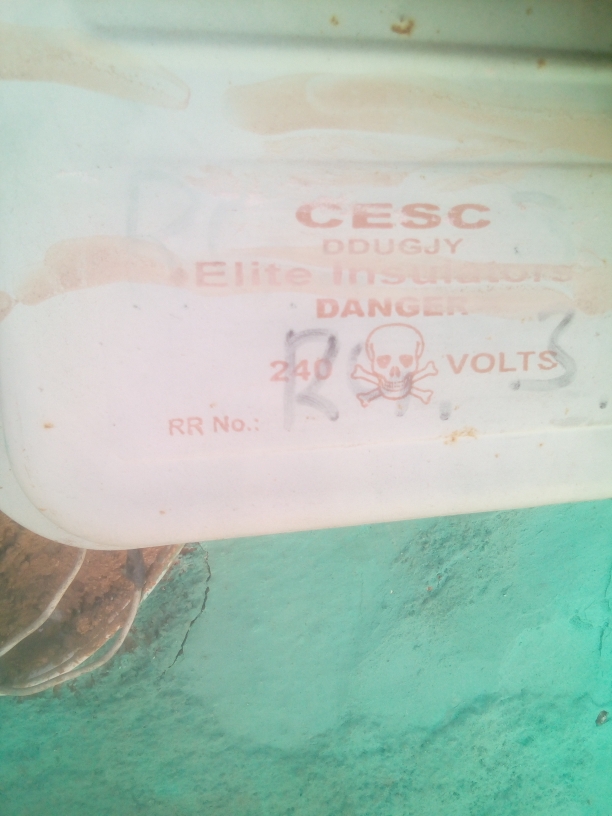 CESC
DDUGJY
Elite Insulators
DANGER
240 VOLTS
RR No.: